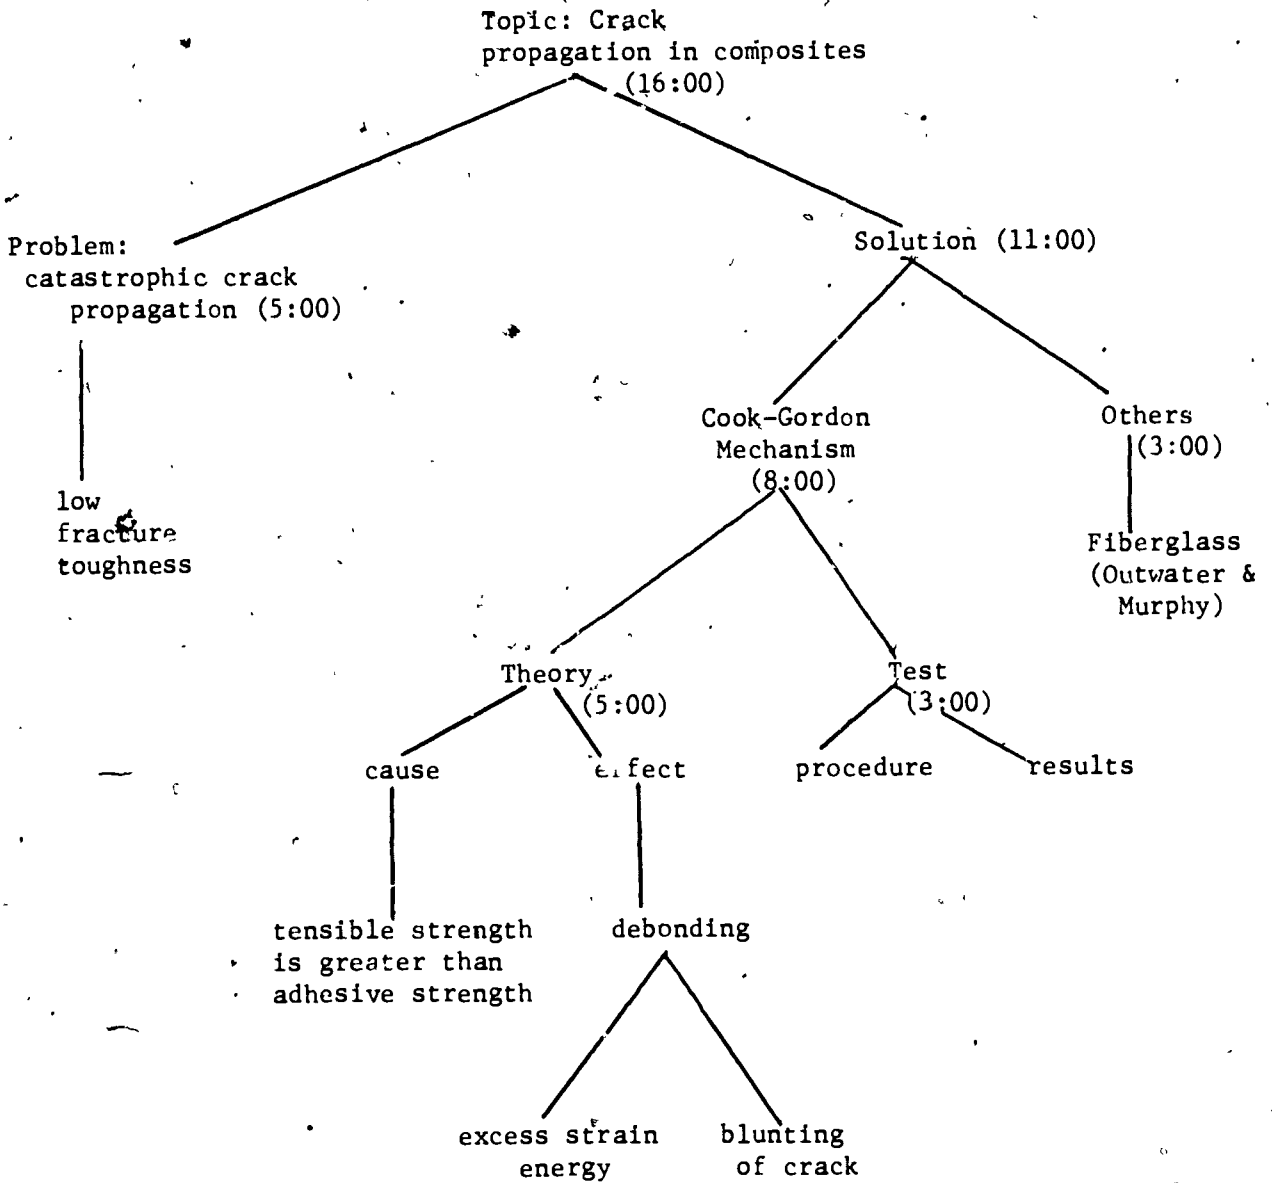 Topic: Crack
propagation in composites
(16:00)
Problem:
catastrophic crack
propagation (5:00)
Solution (11:00)
low
fracture
toughness
Cook-Gordon
Mechanism
(8:00)
Others
(3:00)
Fiberglass
(Outwater &
Murphy)
Theory
(5:00)
Test
(3:00)
cause
effect
procedure
results
tensible strength
is greater than
adhesive strength
debonding
excess strain
energy
blunting
of crack